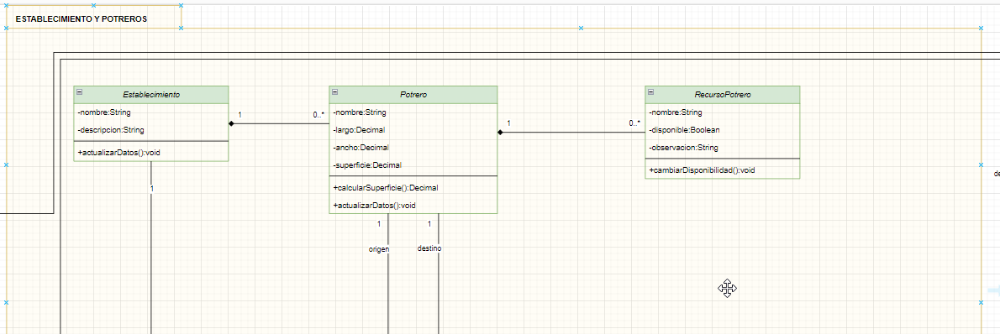 ESTABLECIMIENTO Y POTREROS
Establecimiento
-nombre:String
-descripcion:String
+actualizarDatos():void
1
0..*
1
Potrero
-nombre:String
-largo:Decimal
-ancho:Decimal
-superficie:Decimal
+calcularSuperficie():Decimal
+actualizarDatos():void
1
0..*
1
origen
1
destino
RecursoPotrero
-nombre:String
-disponible:Boolean
-observacion:String
+cambiarDisponibilidad():void
de